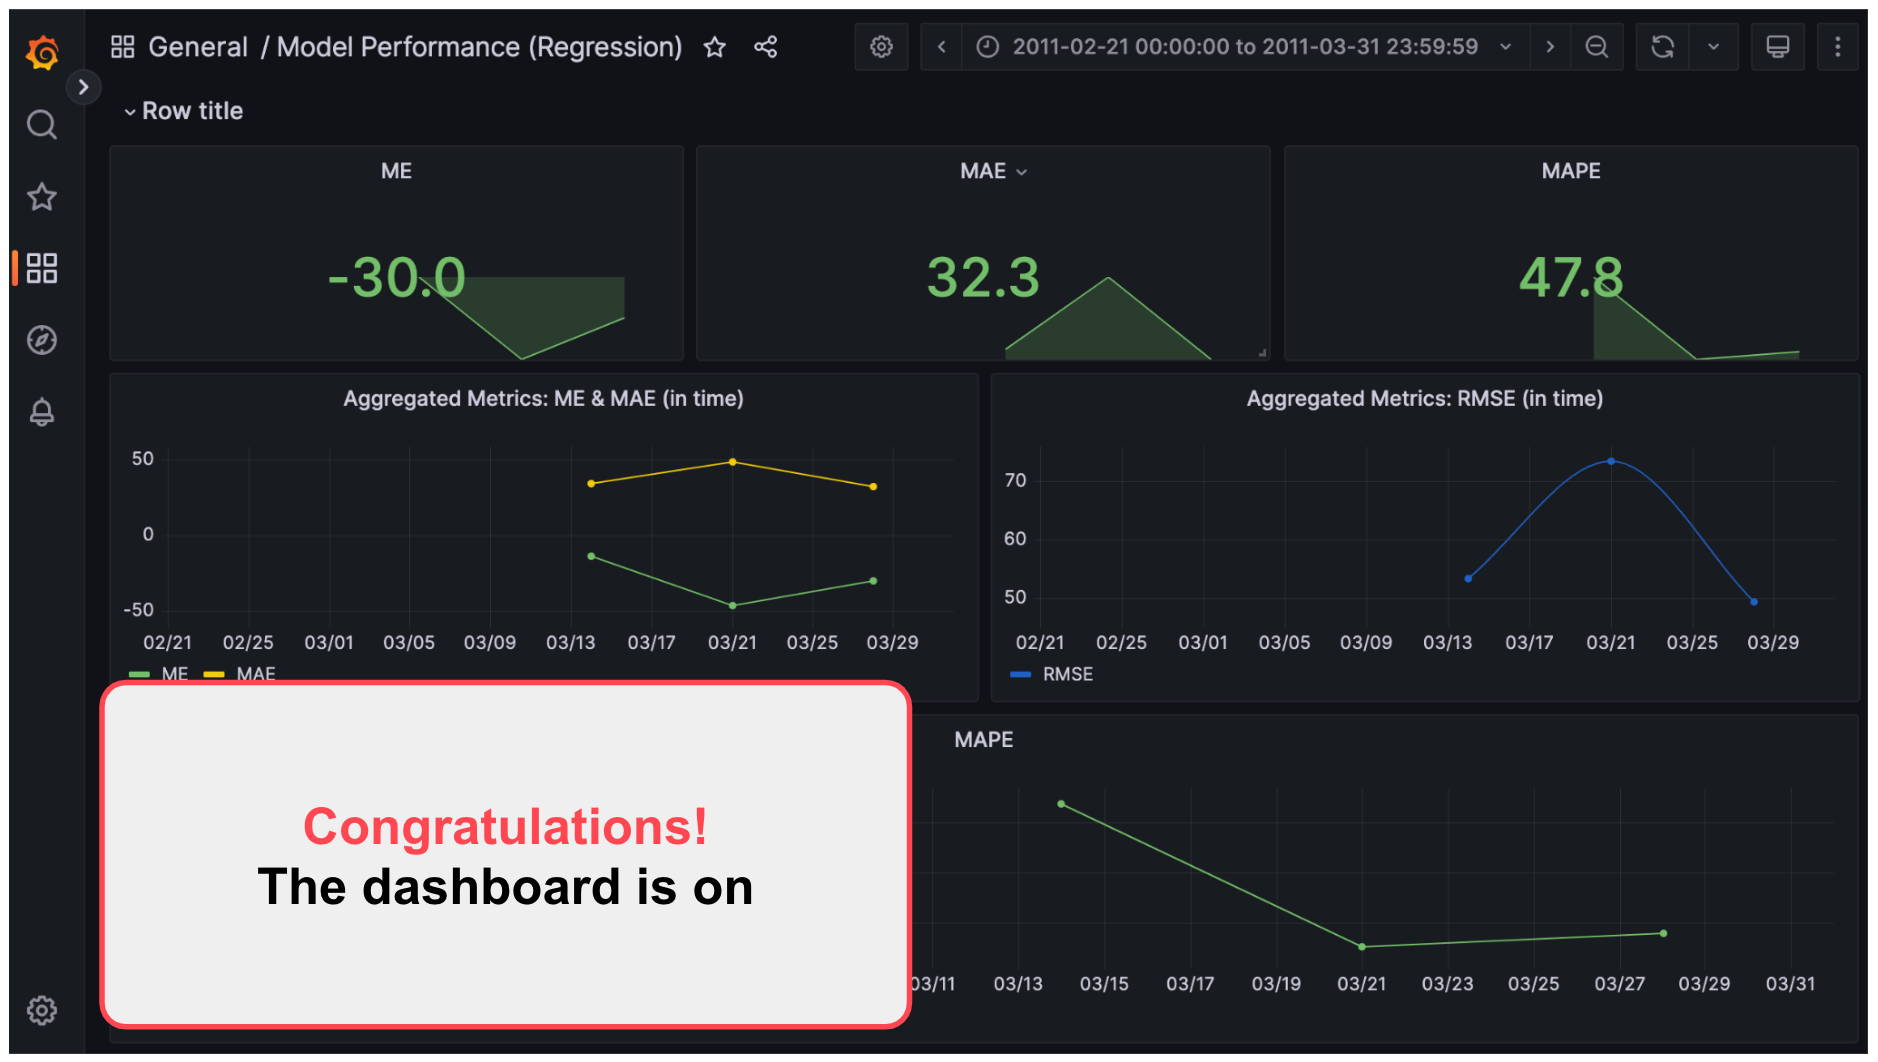 General / Model Performance (Regression)
2011-02-21 00:00:00 to 2011-03-31 23:59:59
Row title
ME
MAE
MAPE
-30.0
32.3
47.8
Aggregated Metrics: ME & MAE (in time)
50
0
-50
02/21 02/25 03/01 03/05 03/09 03/13 03/17 03/21 03/25 03/29
ME MAE
Aggregated Metrics: RMSE (in time)
70
60
50
02/21 02/25 03/01 03/05 03/09 03/13 03/17 03/21 03/25 03/29
RMSE
MAPE
03/11 03/13 03/15 03/17 03/19 03/21 03/23 03/25 03/27 03/29 03/31
Congratulations!
The dashboard is on